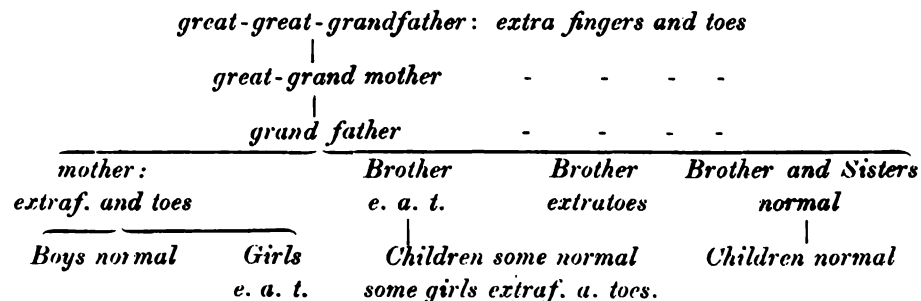 great-great-grandfather: extra fingers and toes
great-grand mother - - - -
grand father - - - -
mother: Brother Brother Brother and Sisters
extraf. and toes e. a. t. extratoes normal
Boys normal Girls Children some normal Children normal
e. a. t. some girls extraf. a. toes.